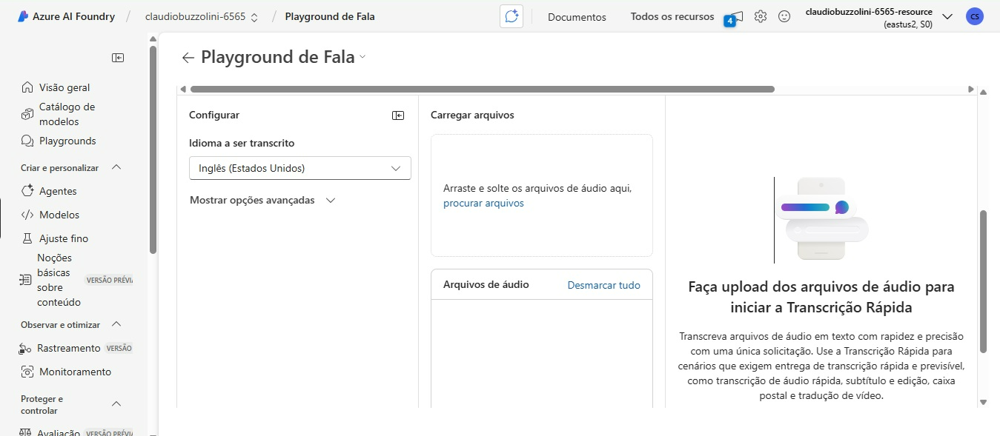 Azure AI Foundry / claudiobuzzolini-6565 / Playground de Fala
Documentos
Todos os recursos
4
claudiobuzzolini-6565-resource
(eastus2, S0)
CS
Playground de Fala
Visão geral
Catálogo de
modelos
Playgrounds
Criar e personalizar
Agentes
Modelos
Ajuste fino
Noções
básicas
sobre
conteúdo
VERSÃO PRÉVI
Observar e otimizar
Rastreamento VERSÃO
Monitoramento
Proteger e
controlar
Avaliação VERSÃO PRÉVI
Configurar
Idioma a ser transcrito
Inglês (Estados Unidos)
Mostrar opções avançadas
Carregar arquivos
Arraste e solte os arquivos de áudio aqui,
procurar arquivos
Arquivos de áudio Desmarcar tudo
Faça upload dos arquivos de áudio para
iniciar a Transcrição Rápida
Transcreva arquivos de áudio em texto com rapidez e precisão
com uma única solicitação. Use a Transcrição Rápida para
cenários que exigem entrega de transcrição rápida e previsível,
como transcrição de áudio rápida, subtítulo e edição, caixa
postal e tradução de vídeo.